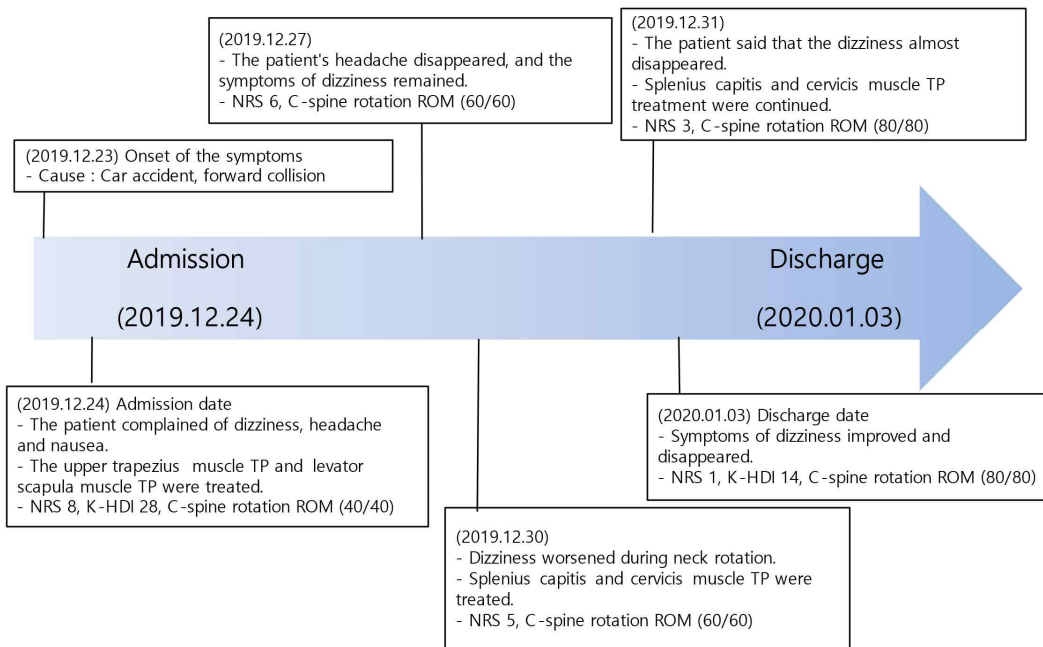 (2019.12.27)
- The patient's headache disappeared, and the
symptoms of dizziness remained.
- NRS 6, C-spine rotation ROM (60/60)
(2019.12.31)
- The patient said that the dizziness almost
disappeared.
- Splenius capitis and cervicis muscle TP
treatment were continued.
- NRS 3, C-spine rotation ROM (80/80)
(2019.12.23) Onset of the symptoms
- Cause : Car accident, forward collision
Admission
(2019.12.24)
Discharge
(2020.01.03)
(2019.12.24) Admission date
- The patient complained of dizziness, headache
and nausea.
- The upper trapezius muscle TP and levator
scapula muscle TP were treated.
- NRS 8, K-HDI 28, C-spine rotation ROM (40/40)
(2020.01.03) Discharge date
- Symptoms of dizziness improved and
disappeared.
- NRS 1, K-HDI 14, C-spine rotation ROM (80/80)
(2019.12.30)
- Dizziness worsened during neck rotation.
- Splenius capitis and cervicis muscle TP were
treated.
- NRS 5, C-spine rotation ROM (60/60)